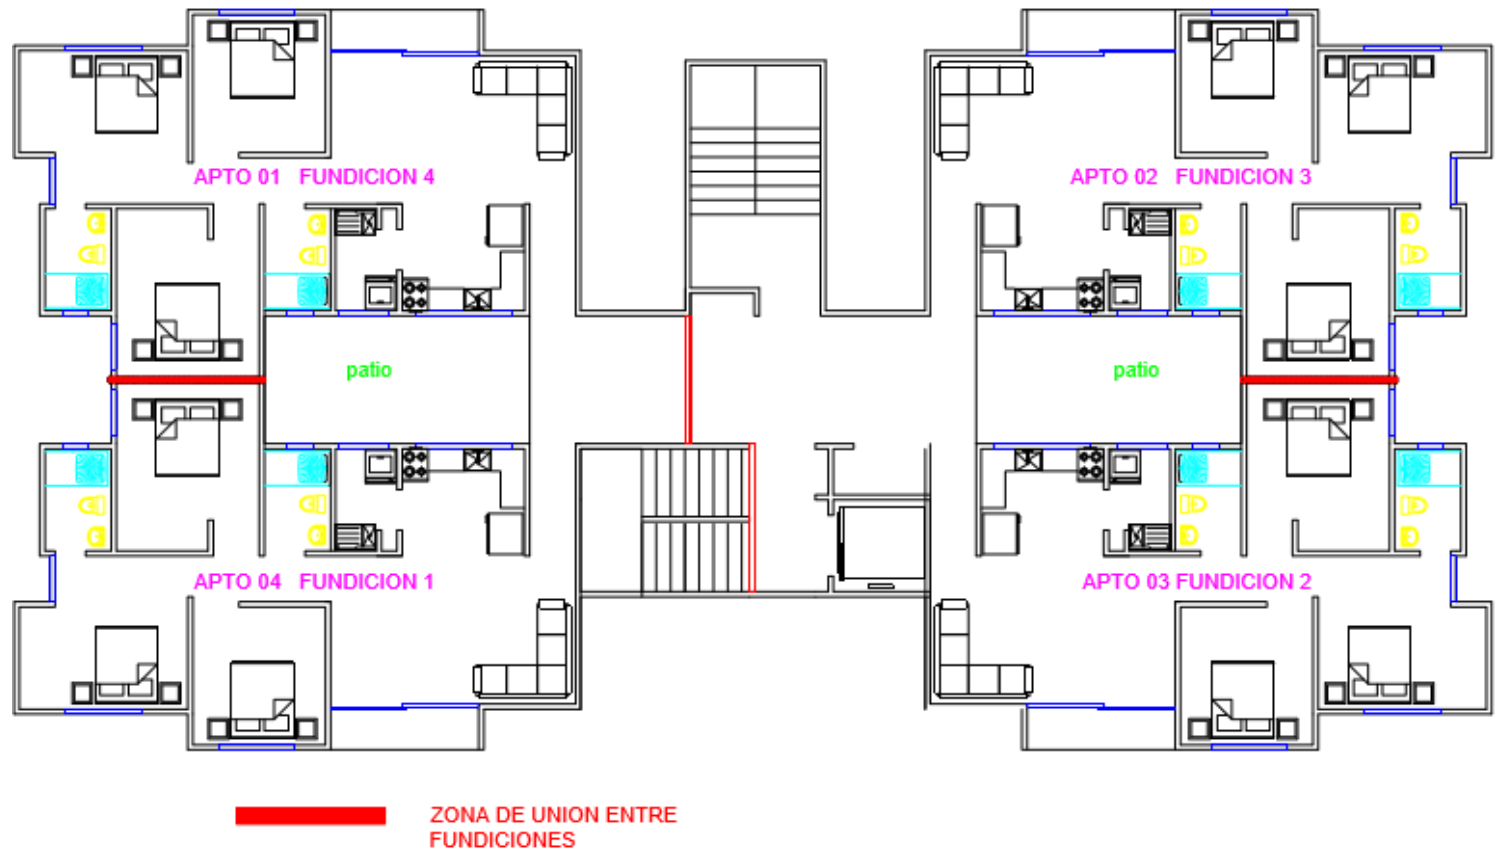 APTO 01 FUNDICION 4
APTO 02 FUNDICION 3
patio
patio
APTO 04 FUNDICION 1
APTO 03 FUNDICION 2
ZONA DE UNION ENTRE
FUNDICIONES